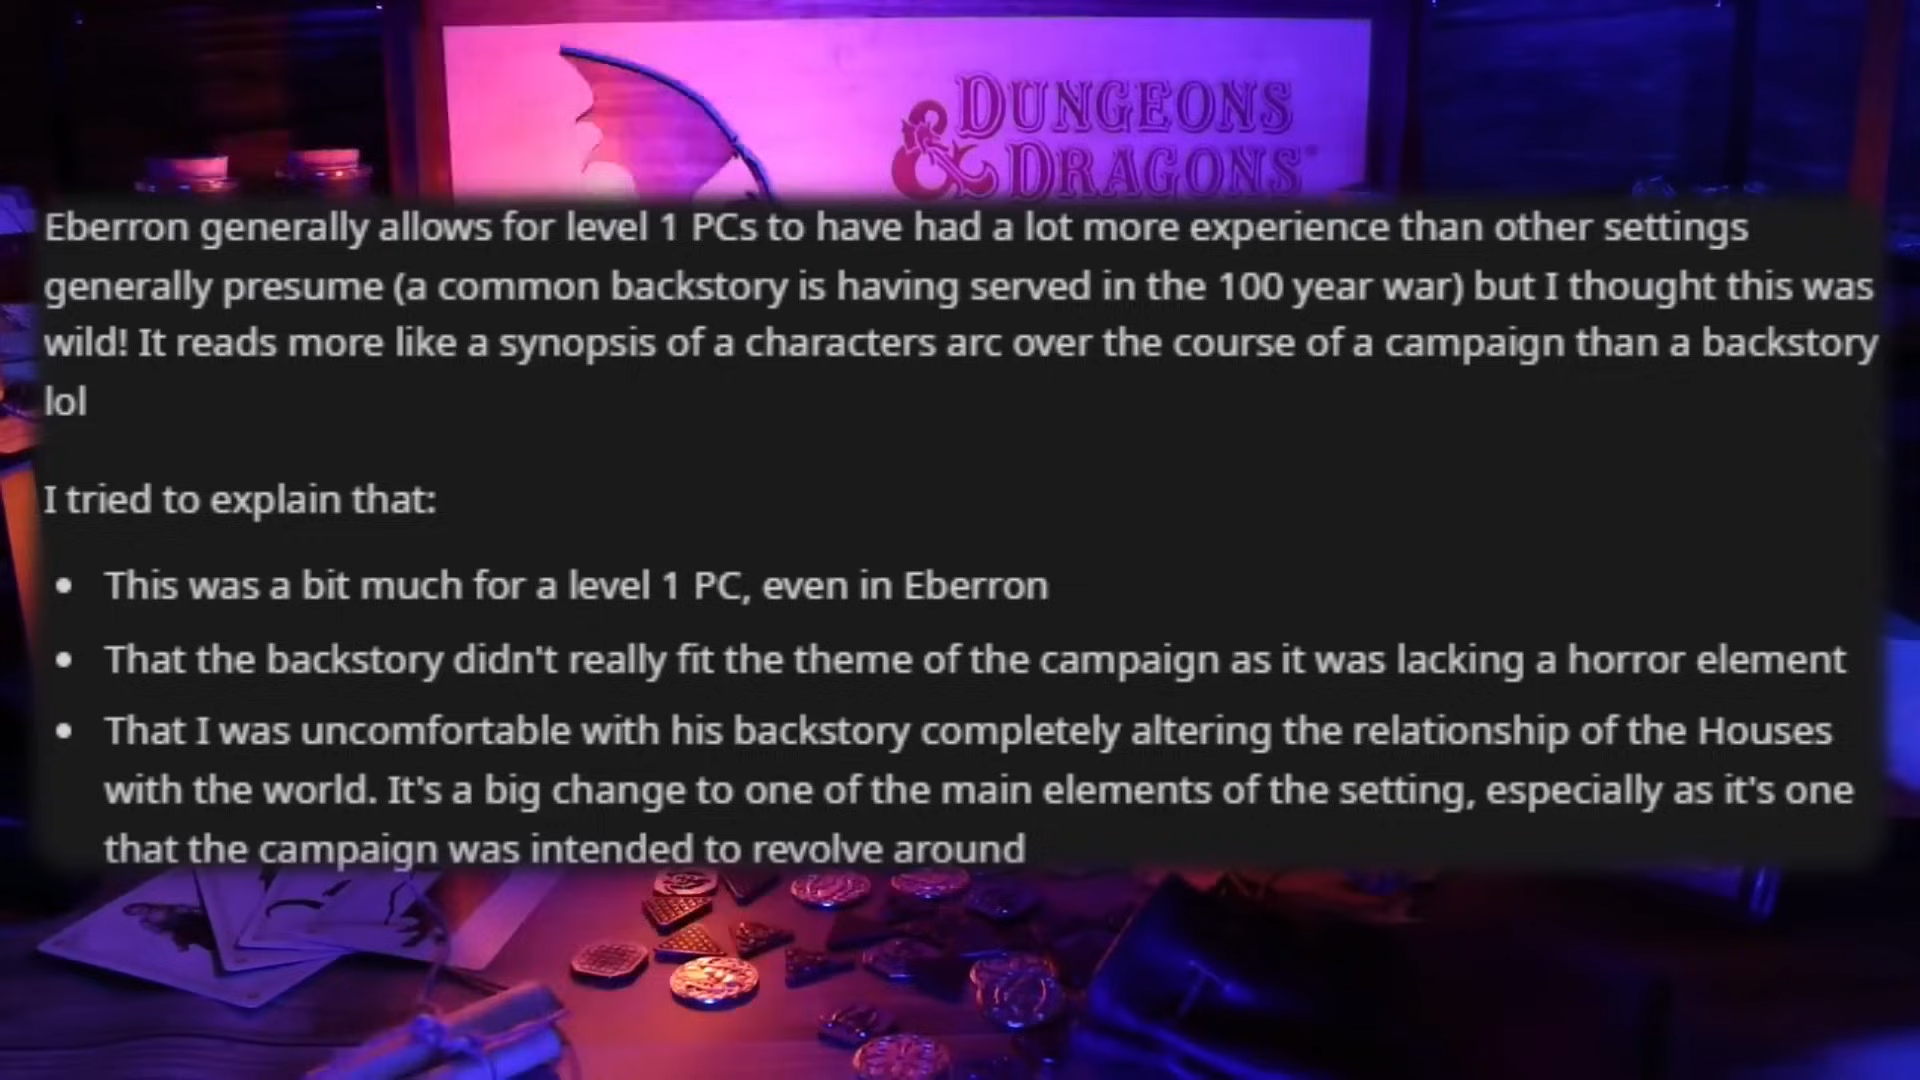 DUNGEONS
& DRAGONS
Eberron generally allows for level 1 PCs to have had a lot more experience than other settings
generally presume (a common backstory is having served in the 100 year war) but I thought this was
wild! It reads more like a synopsis of a characters arc over the course of a campaign than a backstory
lol
I tried to explain that:
• This was a bit much for a level 1 PC, even in Eberron
• That the backstory didn't really fit the theme of the campaign as it was lacking a horror element
• That I was uncomfortable with his backstory completely altering the relationship of the Houses
with the world. It's a big change to one of the main elements of the setting, especially as it's one
that the campaign was intended to revolve around